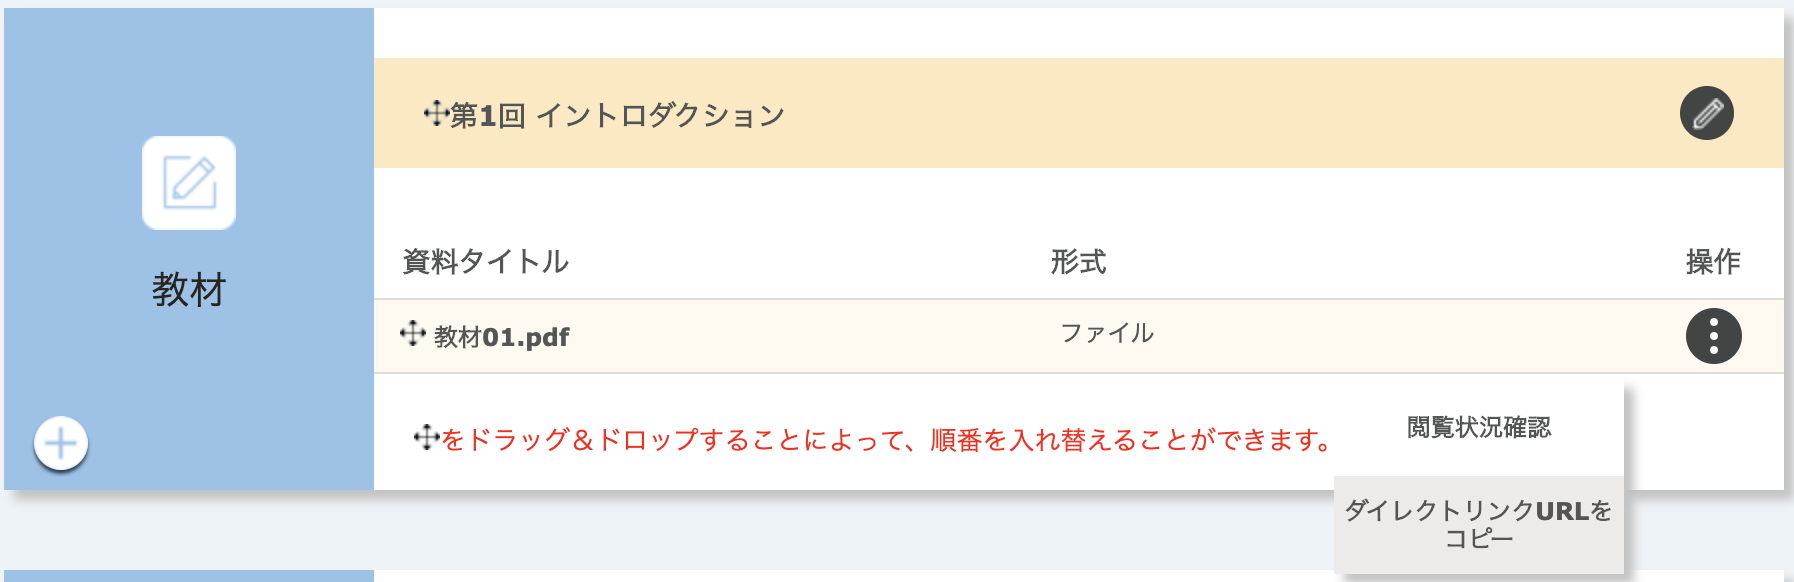 第1回 イントロダクション
教材
資料タイトル 形式 操作
教材01.pdf ファイル
をドラッグ＆ドロップすることによって、順番を入れ替えることができます。
閲覧状況確認
ダイレクトリンクURLを
コピー